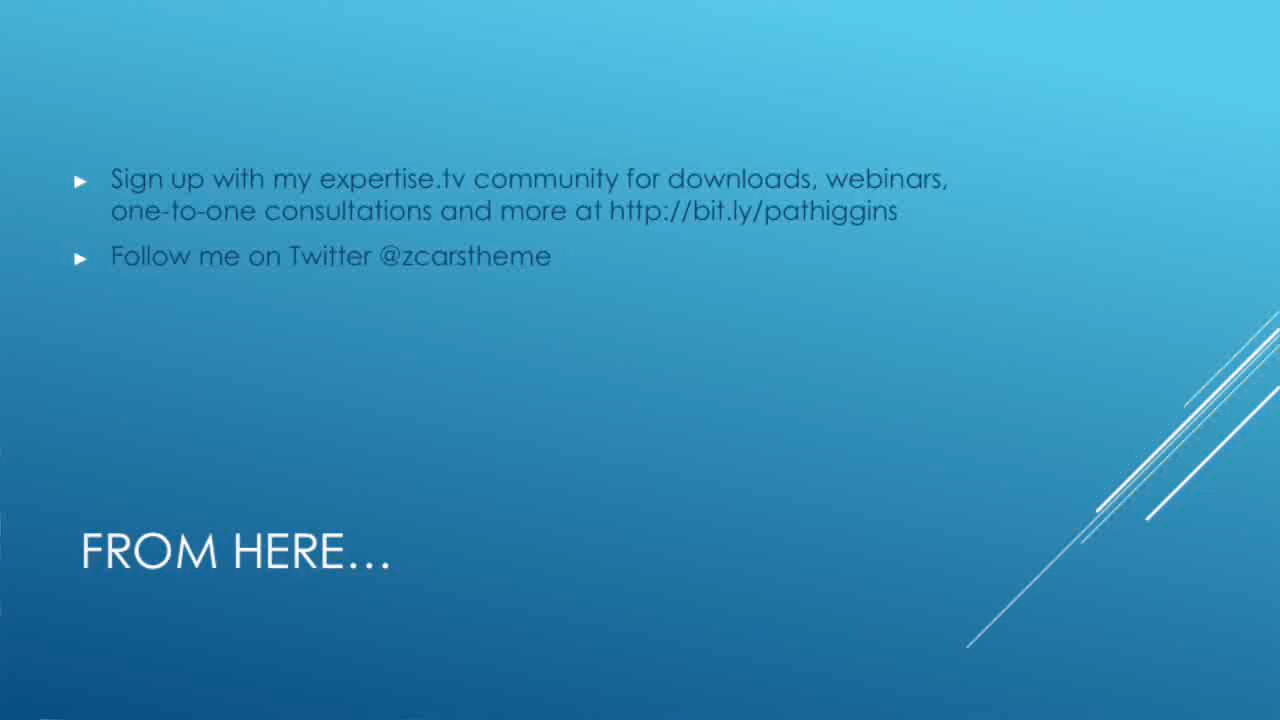 Sign up with my expertise.tv community for downloads, webinars,
one-to-one consultations and more at http://bit.ly/pathiggins
Follow me on Twitter @zcarstheme
FROM HERE…